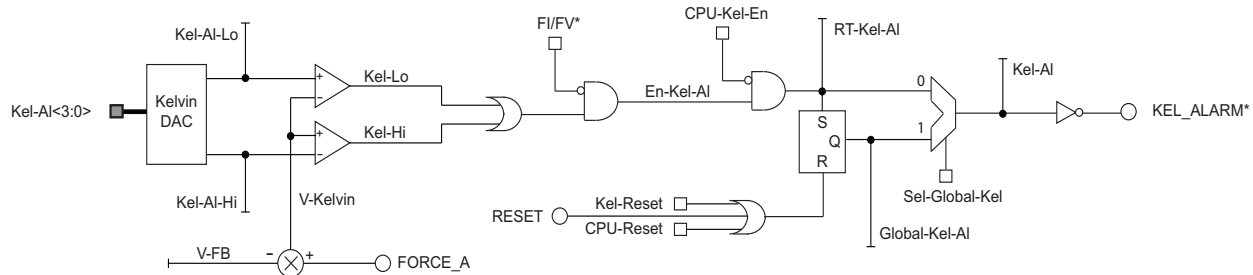 FI/FV*
CPU-Kel-En
Kel-Al-Lo
RT-Kel-Al
Kel-Al
Kel-Al<3:0>
Kelvin
DAC
+
−
Kel-Lo
En-Kel-Al
0
KEL_ALARM*
+
−
Kel-Hi
S
Q
R
1
Kel-Al-Hi
V-Kelvin
Sel-Global-Kel
Kel-Reset
RESET
CPU-Reset
Global-Kel-Al
V-FB
−
+
FORCE_A